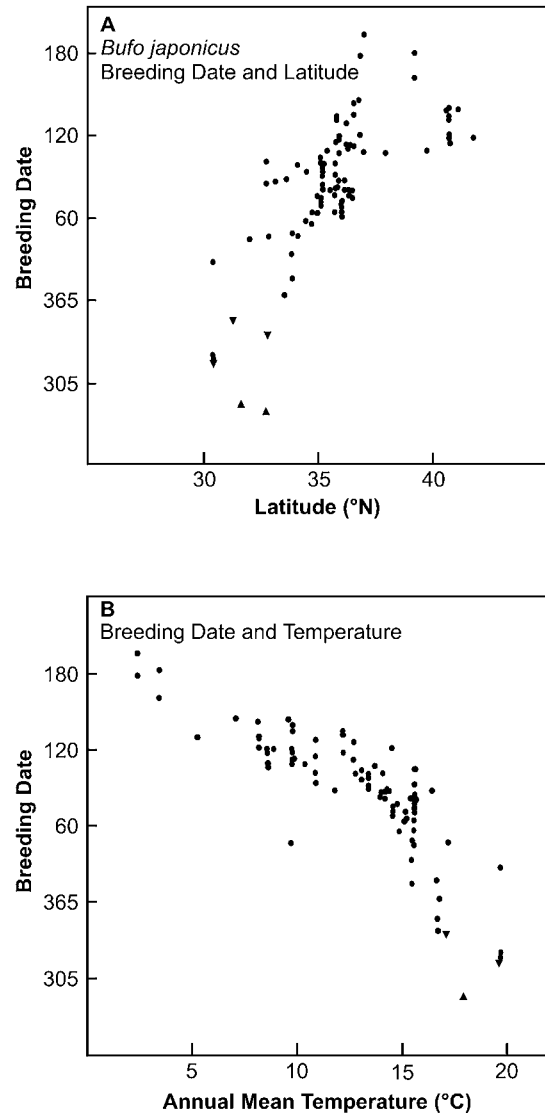 A
Bufo japonicus
Breeding Date and Latitude
180
120
60
365
305
Breeding Date
30
35
40
Latitude (°N)
B
Breeding Date and Temperature
180
120
60
365
305
Breeding Date
5
10
15
20
Annual Mean Temperature (°C)